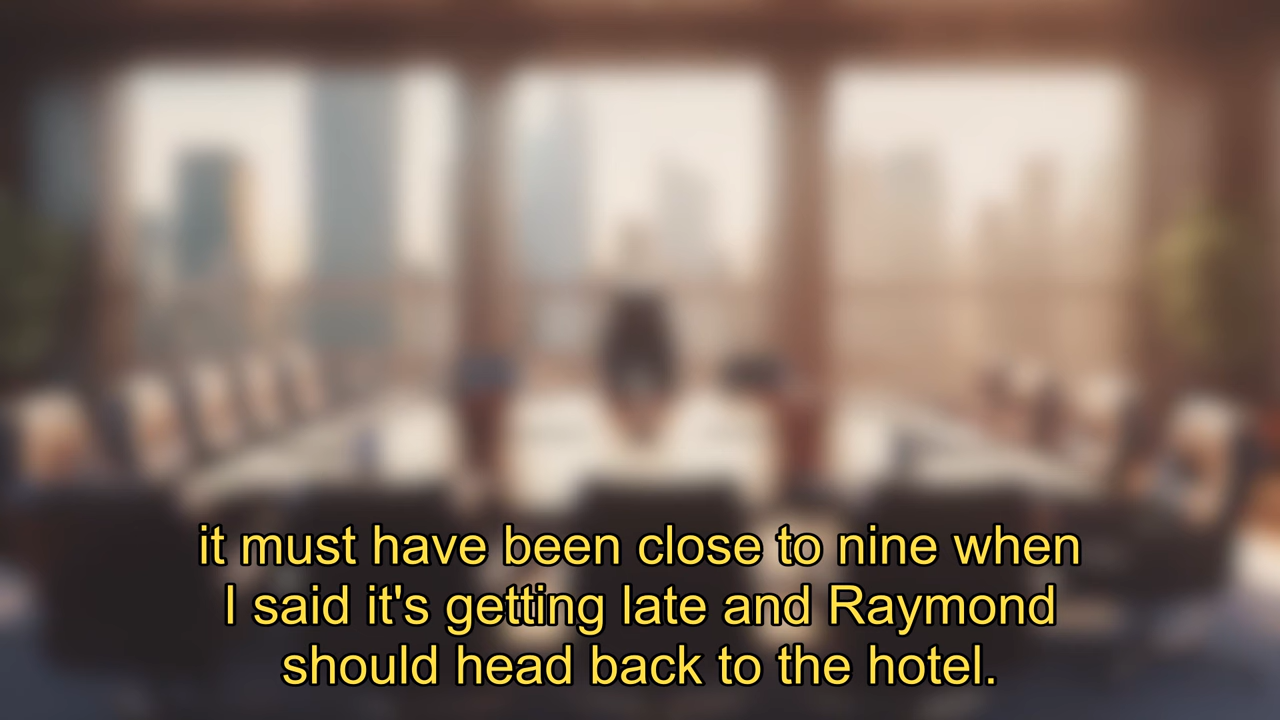 it must have been close to nine when
I said it's getting late and Raymond
should head back to the hotel.